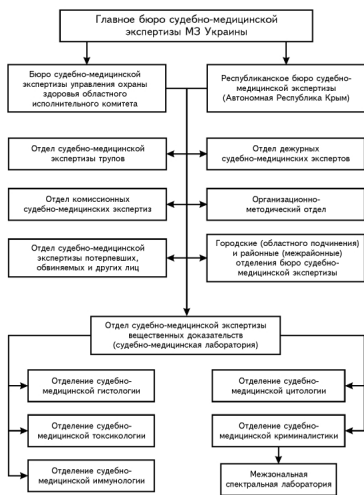 Главное бюро судебно-медицинской
экспертизы МЗ Украины
Бюро судебно-медицинской
экспертизы управления охраны
здоровья областного
исполнительного комитета
Республиканское бюро судебно-
медицинской экспертизы
(Автономная Республика Крым)
Отдел судебно-медицинской
экспертизы трупов
Отдел дежурных
судебно-медицинских экспертов
Отдел комиссионных
судебно-медицинских экспертиз
Организационно-
методический отдел
Отдел судебно-медицинской
экспертизы потерпевших,
обвиняемых и других лиц
Городские (областного подчинения)
и районные (межрайонные)
отделения бюро судебно-
медицинской экспертизы
Отдел судебно-медицинской экспертизы
вещественных доказательств
(судебно-медицинская лаборатория)
Отделение судебно-
медицинской гистологии
Отделение судебно-
медицинской цитологии
Отделение судебно-
медицинской токсикологии
Отделение судебно-
медицинской криминалистики
Отделение судебно-
медицинской иммунологии
Межзональная
спектральная лаборатория